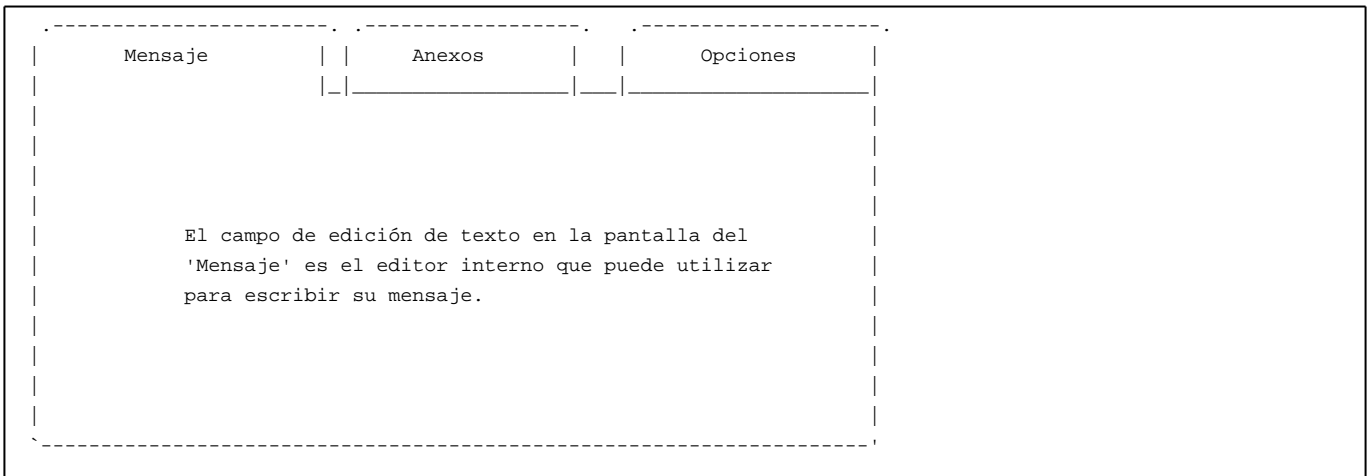 Mensaje Anexos Opciones
El campo de edición de texto en la pantalla del
'Mensaje' es el editor interno que puede utilizar
para escribir su mensaje.